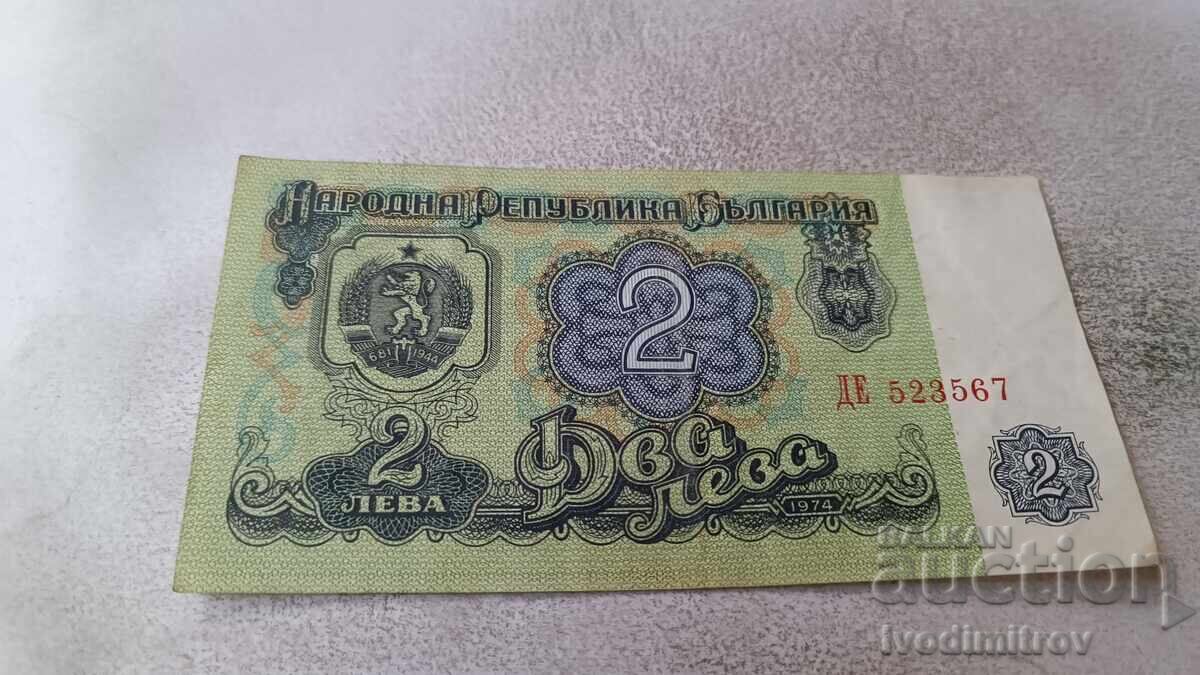 Народна Република България
681 1944
2
ДЕ 523567
2
ЛЕВА
Два
лева
1974
2
BALKAN
auction
ivodimitrov